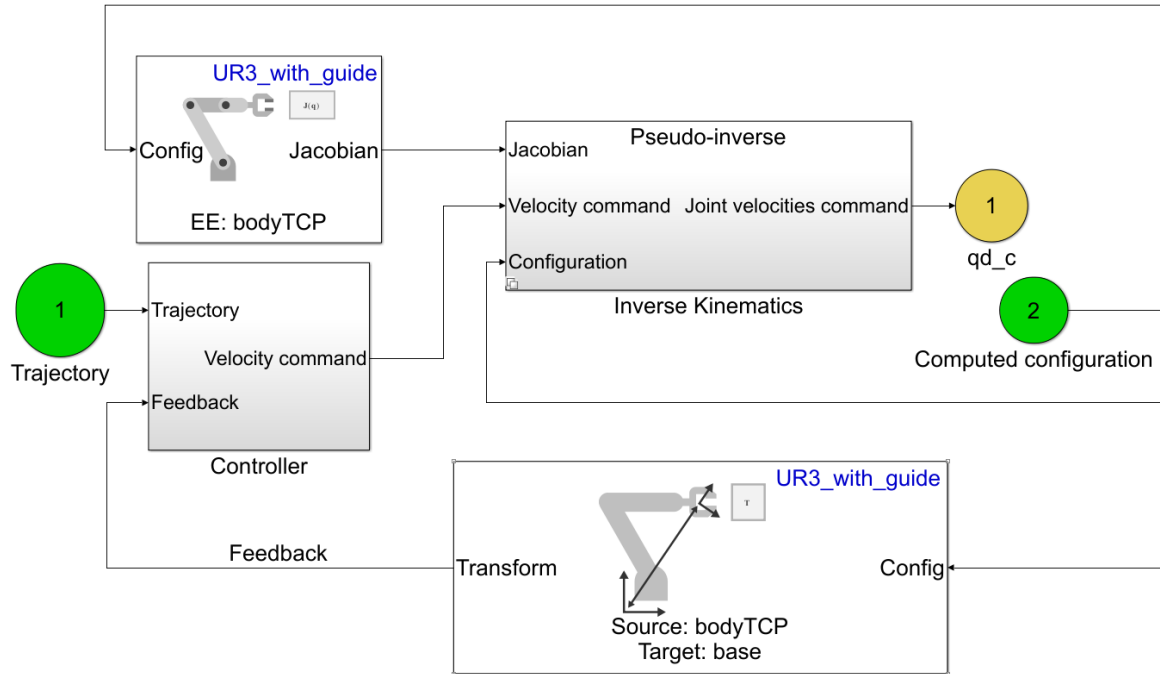 UR3_with_guide
J(q)
Config
Jacobian
EE: bodyTCP
Pseudo-inverse
Jacobian
Velocity command
Joint velocities command
Configuration
Inverse Kinematics
1
qd_c
1
Trajectory
Trajectory
Velocity command
Feedback
Controller
2
Computed configuration
UR3_with_guide
T
Feedback
Transform
Config
Source: bodyTCP
Target: base